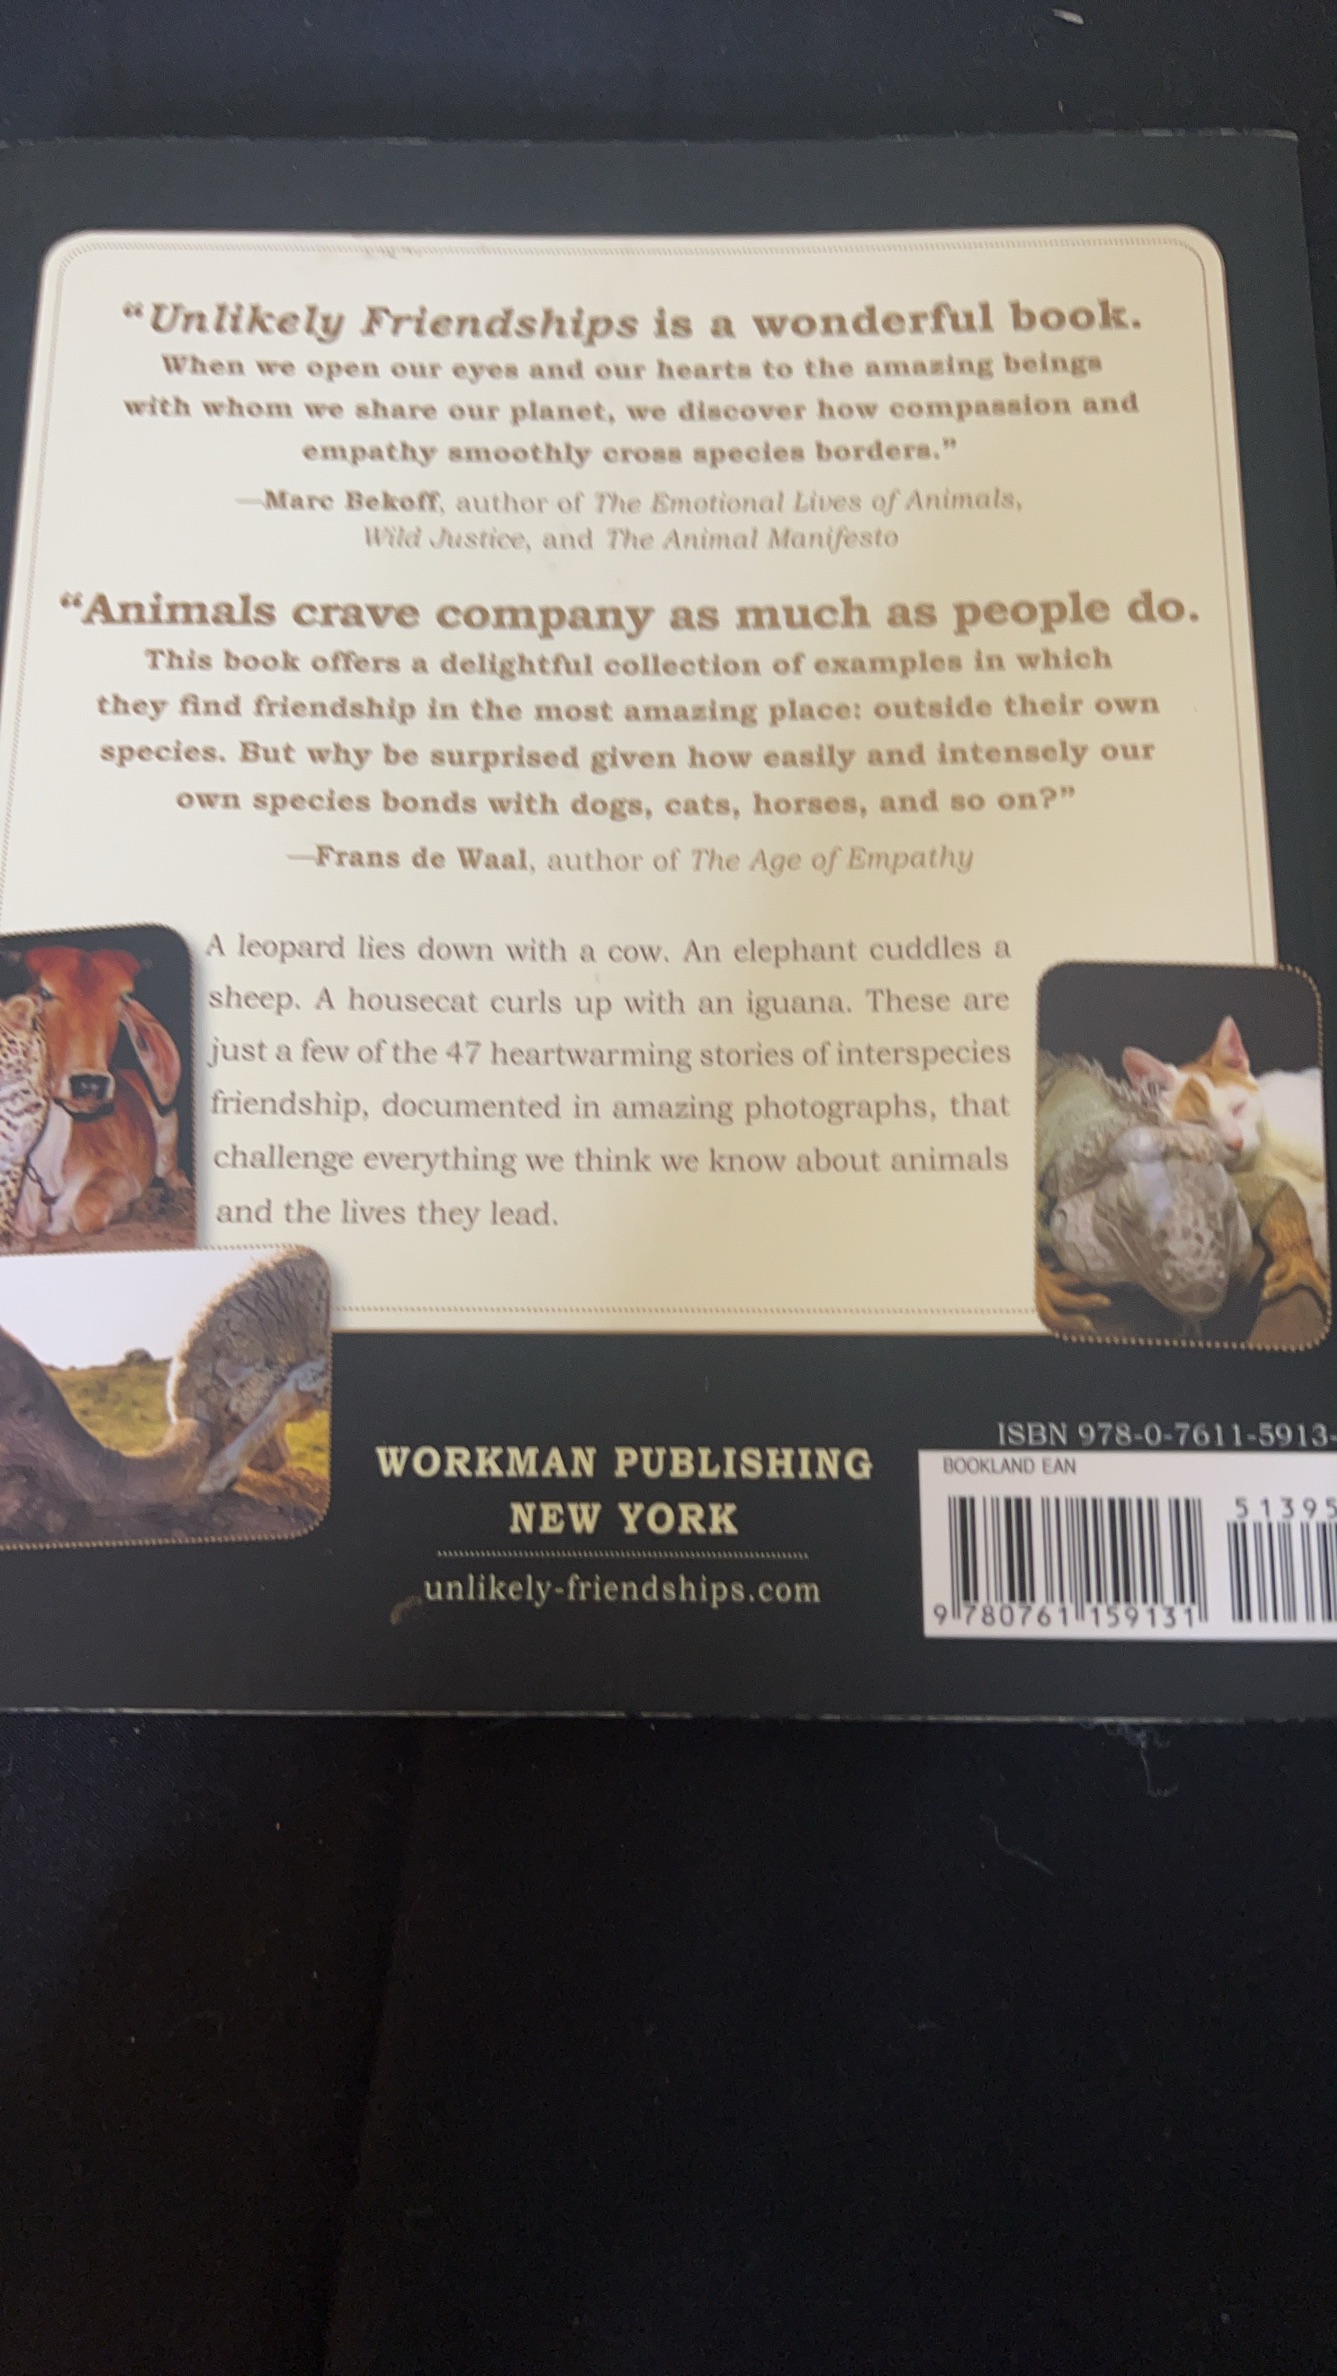 “Unlikely Friendships is a wonderful book.
When we open our eyes and our hearts to the amazing beings
with whom we share our planet, we discover how compassion and
empathy smoothly cross species borders.”
—Marc Bekoff, author of The Emotional Lives of Animals,
Wild Justice, and The Animal Manifesto
“Animals crave company as much as people do.
This book offers a delightful collection of examples in which
they find friendship in the most amazing place: outside their own
species. But why be surprised given how easily and intensely our
own species bonds with dogs, cats, horses, and so on?”
—Frans de Waal, author of The Age of Empathy
A leopard lies down with a cow. An elephant cuddles a
sheep. A housecat curls up with an iguana. These are
just a few of the 47 heartwarming stories of interspecies
friendship, documented in amazing photographs, that
challenge everything we think we know about animals
and the lives they lead.
WORKMAN PUBLISHING
NEW YORK
unlikely-friendships.com
ISBN 978-0-7611-5913-
BOOKLAND EAN
51395
9 780761 159131